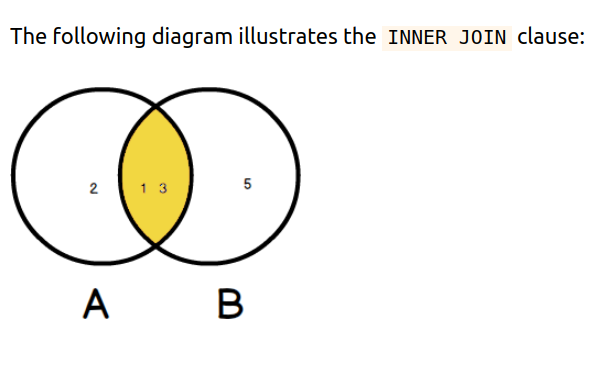 The following diagram illustrates the INNER JOIN clause:
2 1 3 5
A B